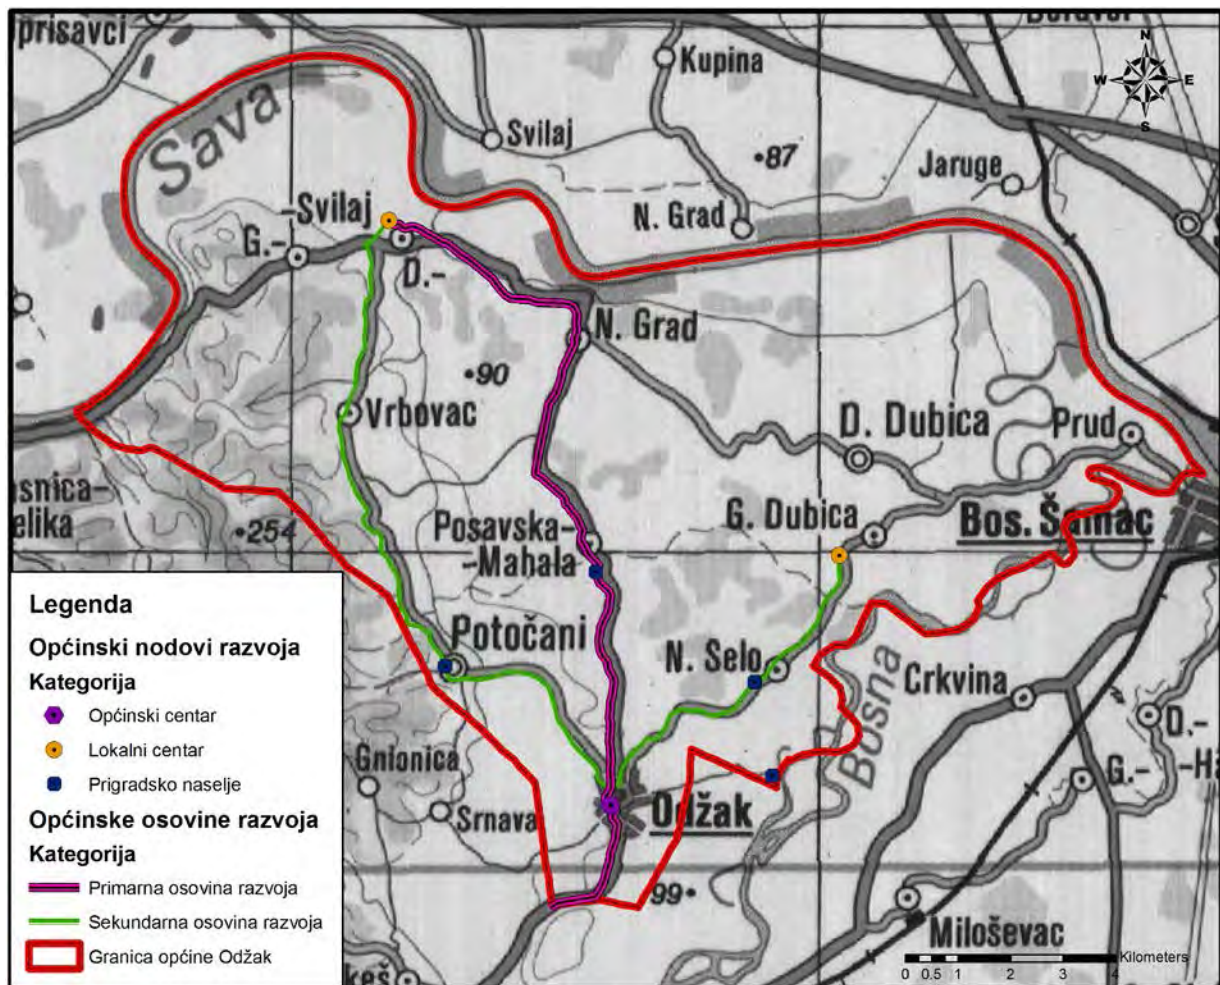 prisavci
Kupina
N
W E
S
Sava
Svilaj
87
Jaruge
-Svilaj
N. Grad
G.-
D.-
N. Grad
90
Vrbovac
D. Dubica
Prud
snica-
elika
254
Posavska-
-Mahala
G. Dubica
Bos. Šamac
Potočani
N. Selo
Crkvina
Bosna
D.-
G.-
-Ha
Gnionica
Srnava
Odžak
99
Miloševac
keš
Legenda
Općinski nodovi razvoja
Kategorija
Općinski centar
Lokalni centar
Prigradsko naselje
Općinske osovine razvoja
Kategorija
Primarna osovina razvoja
Sekundarna osovina razvoja
Granica općine Odžak
Kilometers
0 0.5 1 2 3 4